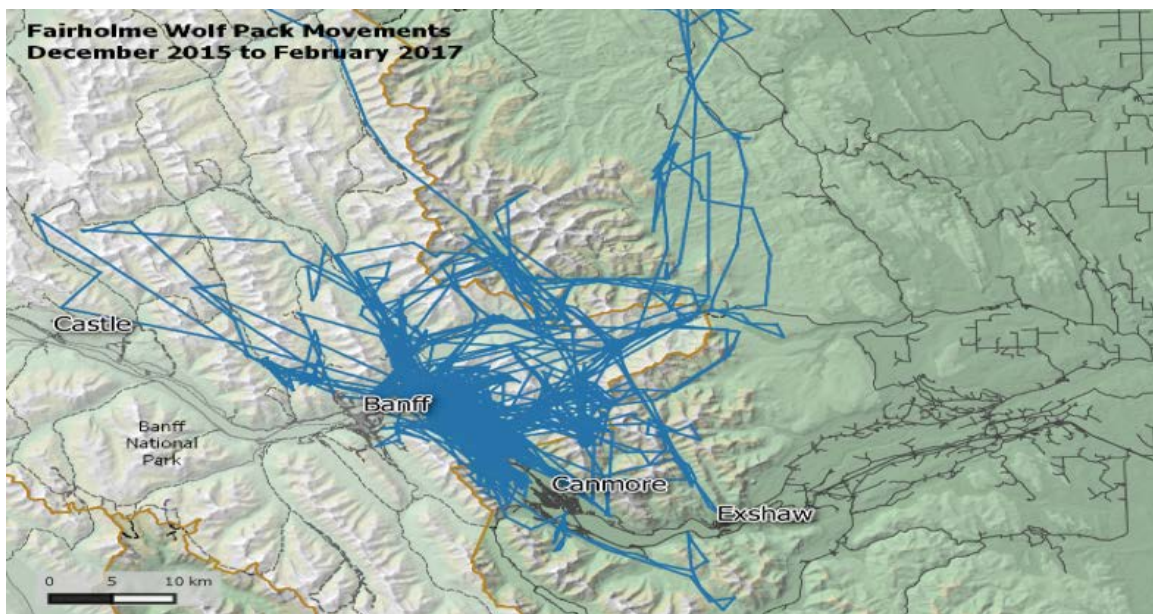 Fairholme Wolf Pack Movements
December 2015 to February 2017
Castle
Banff
Banff
National
Park
Canmore
Exshaw
0 5 10 km